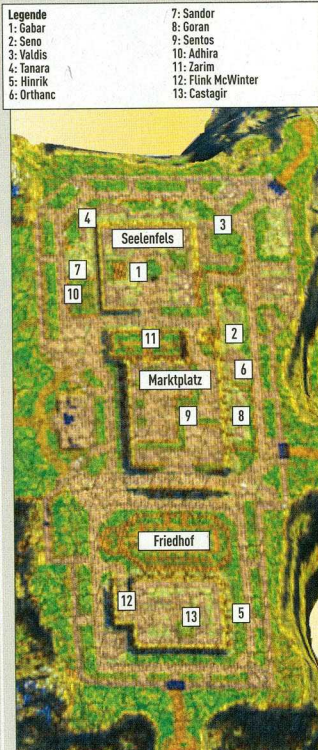 Legende
1: Gabar
2: Seno
3: Valdis
4: Tanara
5: Hinrik
6: Orthanc
7: Sandor
8: Goran
9: Sentos
10: Adhira
11: Zarim
12: Flink McWinter
13: Castagir
4
3
Seelenfels
7
1
10
2
11
6
Marktplatz
9
8
Friedhof
12
13
5